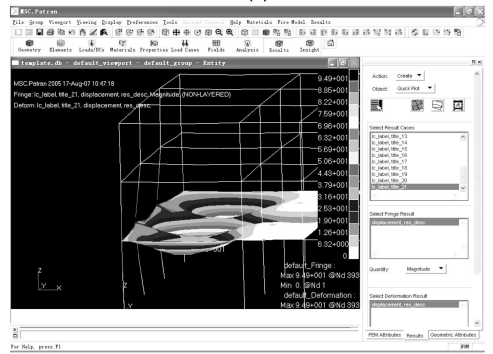 MSC.Patran
File Group Viewport Viewing Display Preferences Tools Insight Control Help Materials Fire Model Results
Geometry Elements Loads/BCs Materials Properties Load Cases Fields Analysis Results Insight
template.db - default_viewport - default_group - Entity
MSC.Patran 2005 17-Aug-07 10:47:18
Fringe: lc_label, title_21, displacement, res_desc, Magnitude, (NON-LAYERED)
Deform: lc_label, title_21, displacement, res_desc,
9.49+001
8.85+001
8.22+001
7.59+001
6.96+001
6.32+001
5.69+001
5.06+001
4.43+001
3.79+001
3.16+001
2.53+001
1.90+001
1.26+001
6.32+000
0.
default_Fringe :
Max 9.49+001 @Nd 393
Min 0. @Nd 1
default_Deformation :
Max 9.49+001 @Nd 393
Z
Y
X
Z
Y
Action: Create
Object: Quick Plot
Select Result Cases
lc_label, title_13
lc_label, title_14
lc_label, title_15
lc_label, title_16
lc_label, title_17
lc_label, title_18
lc_label, title_19
lc_label, title_20
lc_label, title_21
Select Fringe Result
displacement, res_desc
Quantity: Magnitude
Select Deformation Result
displacement, res_desc
FEM Attributes Results Geometric Attributes
For Help, press F1
NUM